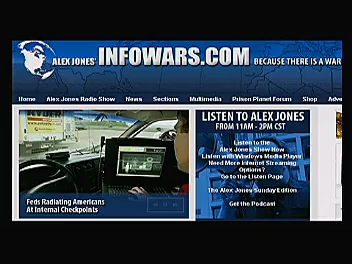 ALEX JONES' INFOWARS.COM BECAUSE THERE IS A WAR
Home Alex Jones Radio Show News Sections Multimedia Prison Planet Forum Shop Adve
RYDER
LISTEN TO ALEX JONES
FROM 11AM - 2PM CST
Listen to the
Alex Jones Show Now
Listen with Windows Media Player
Need More Internet Streaming
Options?
Go to the Listen Page
The Alex Jones Sunday Edition
Get the Podcast
Feds Radiating Americans
At Internal Checkpoints